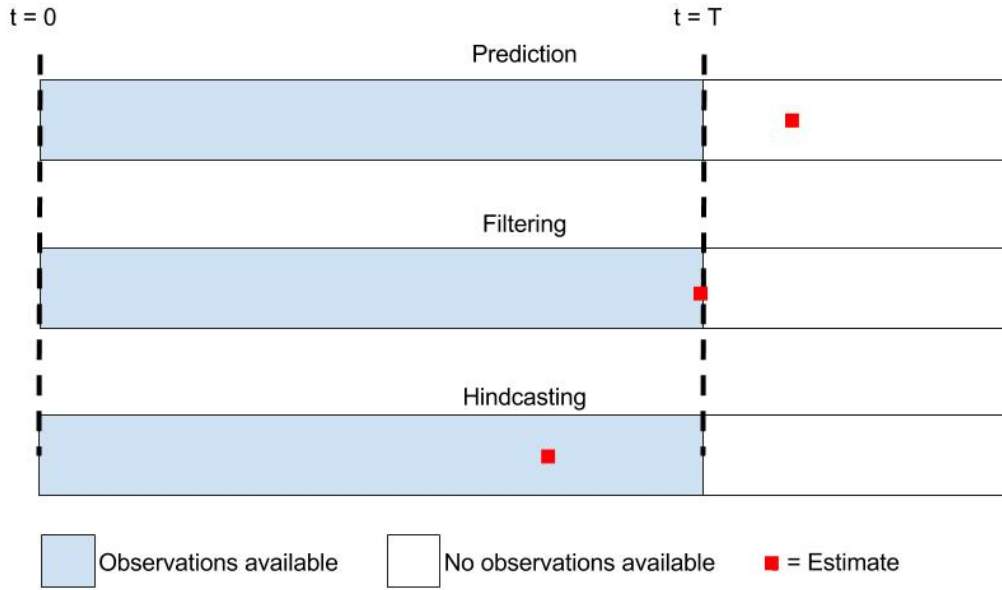 t = 0
t = T
Prediction
Filtering
Hindcasting
Observations available
No observations available
= Estimate